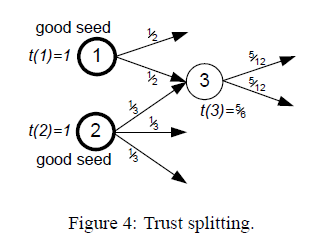 good seed
t(1)=1
1
1/2
1/2
5/12
5/12
3
t(3)=5/6
1/3
1/3
1/3
t(2)=1
2
good seed
Figure 4: Trust splitting.